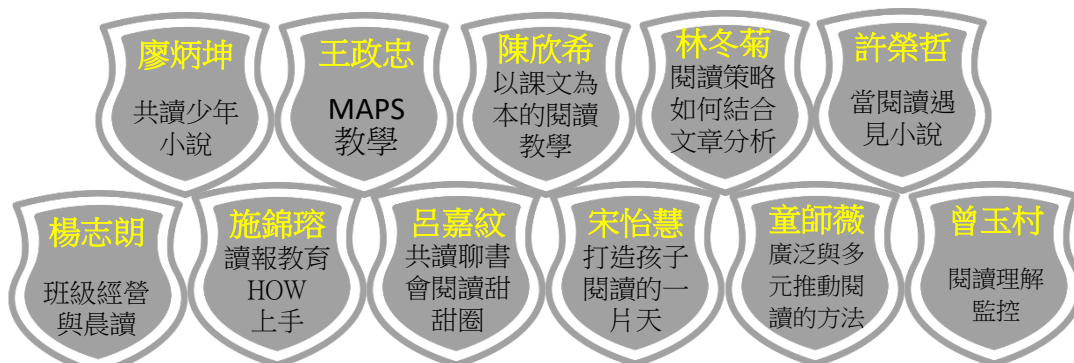 廖炳坤
共讀少年
小說
王政忠
MAPS
教學
陳欣希
以課文為
本的閱讀
教學
林冬菊
閱讀策略
如何結合
文章分析
許榮哲
當閱讀遇
見小說
楊志朗
班級經營
與晨讀
施錦瑢
讀報教育
HOW
上手
呂嘉紋
共讀聊書
會閱讀甜
甜圈
宋怡慧
打造孩子
閱讀的一
片天
童師薇
廣泛與多
元推動閱
讀的方法
曾玉村
閱讀理解
監控